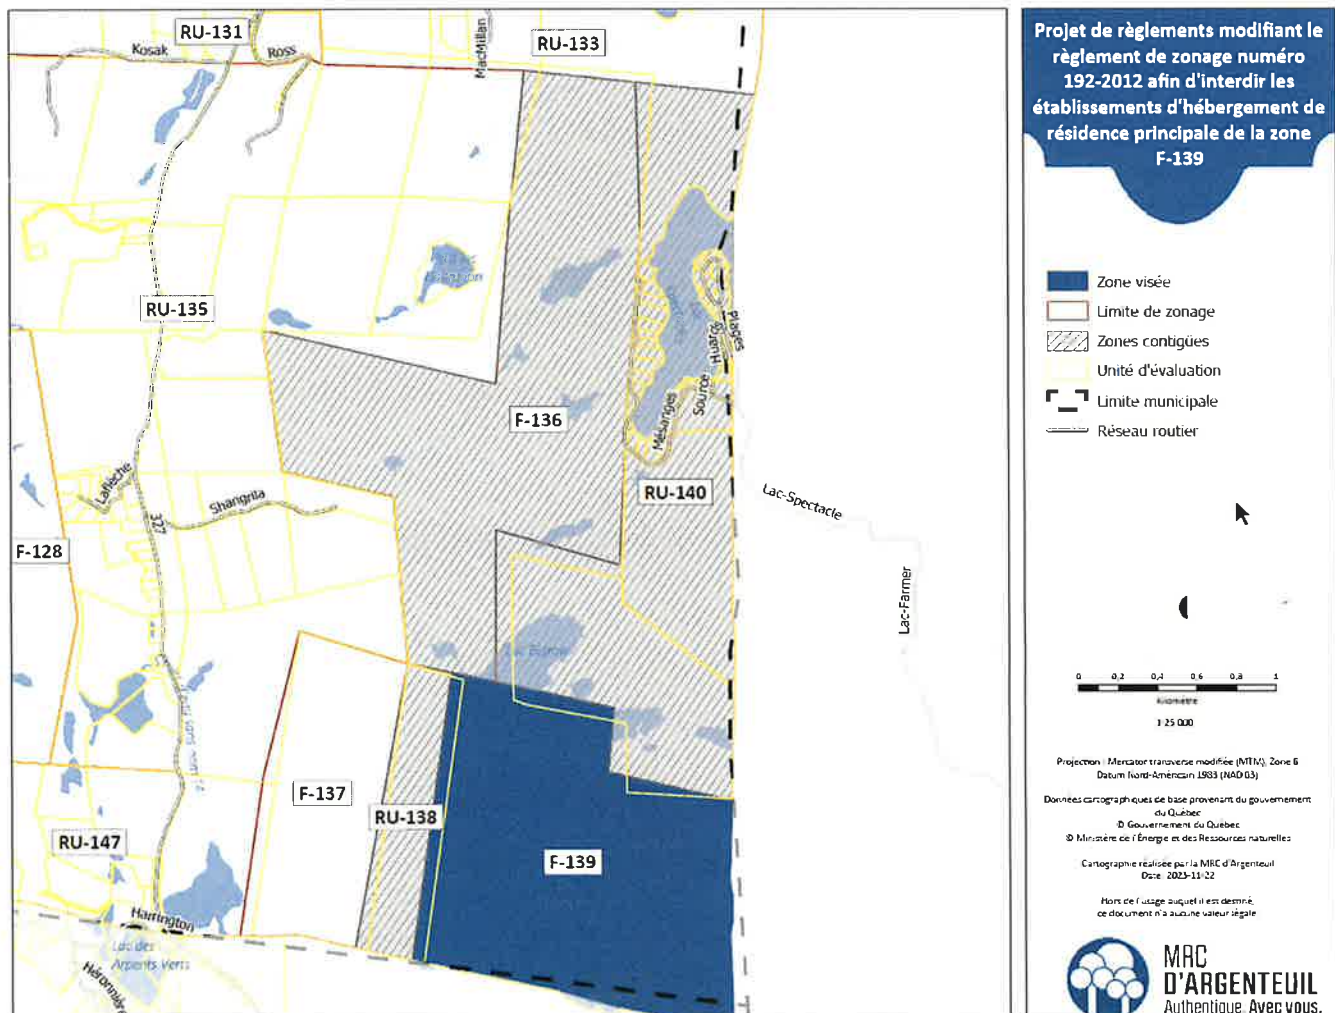 RU-131
Kosak
Ross
MacMillan
RU-133
RU-135
F-136
Plages
Huard
Source
Mésanges
RU-140
Laflèche
Shangrila
327
F-128
Lac-Spectacle
Lac-Farmer
F-137
RU-138
RU-147
F-139
Harrington
Lac des
Arpents Verts
Héronnière
Projet de règlements modifiant le
règlement de zonage numéro
192-2012 afin d'interdir les
établissements d'hébergement de
résidence principale de la zone
F-139
Zone visée
Limite de zonage
Zones contigües
Unité d'évaluation
Limite municipale
Réseau routier
0 0,2 0,4 0,6 0,8 1
Kilomètre
1:25 000
Projection : Mercator transverse modifiée (MTM), Zone 8
Datum Nord-Américain 1983 (NAD 83)
Données cartographiques de base provenant du gouvernement
du Québec
© Gouvernement du Québec
© Ministère de l'Énergie et des Ressources naturelles
Cartographie réalisée par la MRC d'Argenteuil
Date: 2023-11-22
Hors de l'usage auquel il est destiné,
ce document n'a aucune valeur légale
MRC
D'ARGENTEUIL
Authentique. Avec vous.